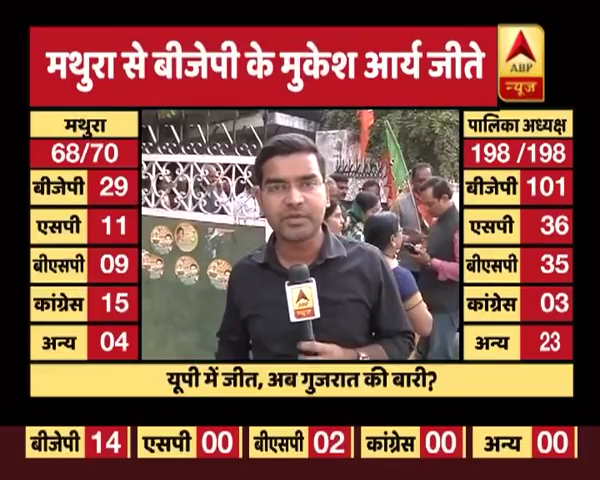 मथुरा से बीजेपी के मुकेश आर्य जीते
ABP
न्यूज़
मथुरा
68/70
बीजेपी 29
एसपी 11
बीएसपी 09
कांग्रेस 15
अन्य 04
पालिका अध्यक्ष
198 /198
बीजेपी 101
एसपी 36
बीएसपी 35
कांग्रेस 03
अन्य 23
यूपी में जीत, अब गुजरात की बारी?
बीजेपी 14 एसपी 00 बीएसपी 02 कांग्रेस 00 अन्य 00